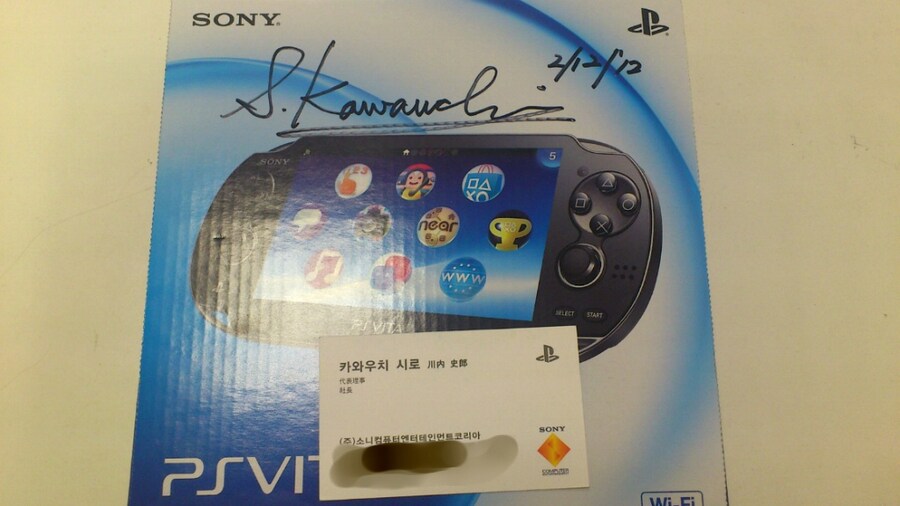 SONY
S. Kawauchi 2/12/'12
SONY
5
near
WWW
SELECT START
PSVITA
카와우치 시로 川内 史郎
代表理事
社長
(주)소니컴퓨터엔터테인먼트코리아
SONY
COMPUTER
ENTERTAINMENT
PSVIT
Wi-Fi